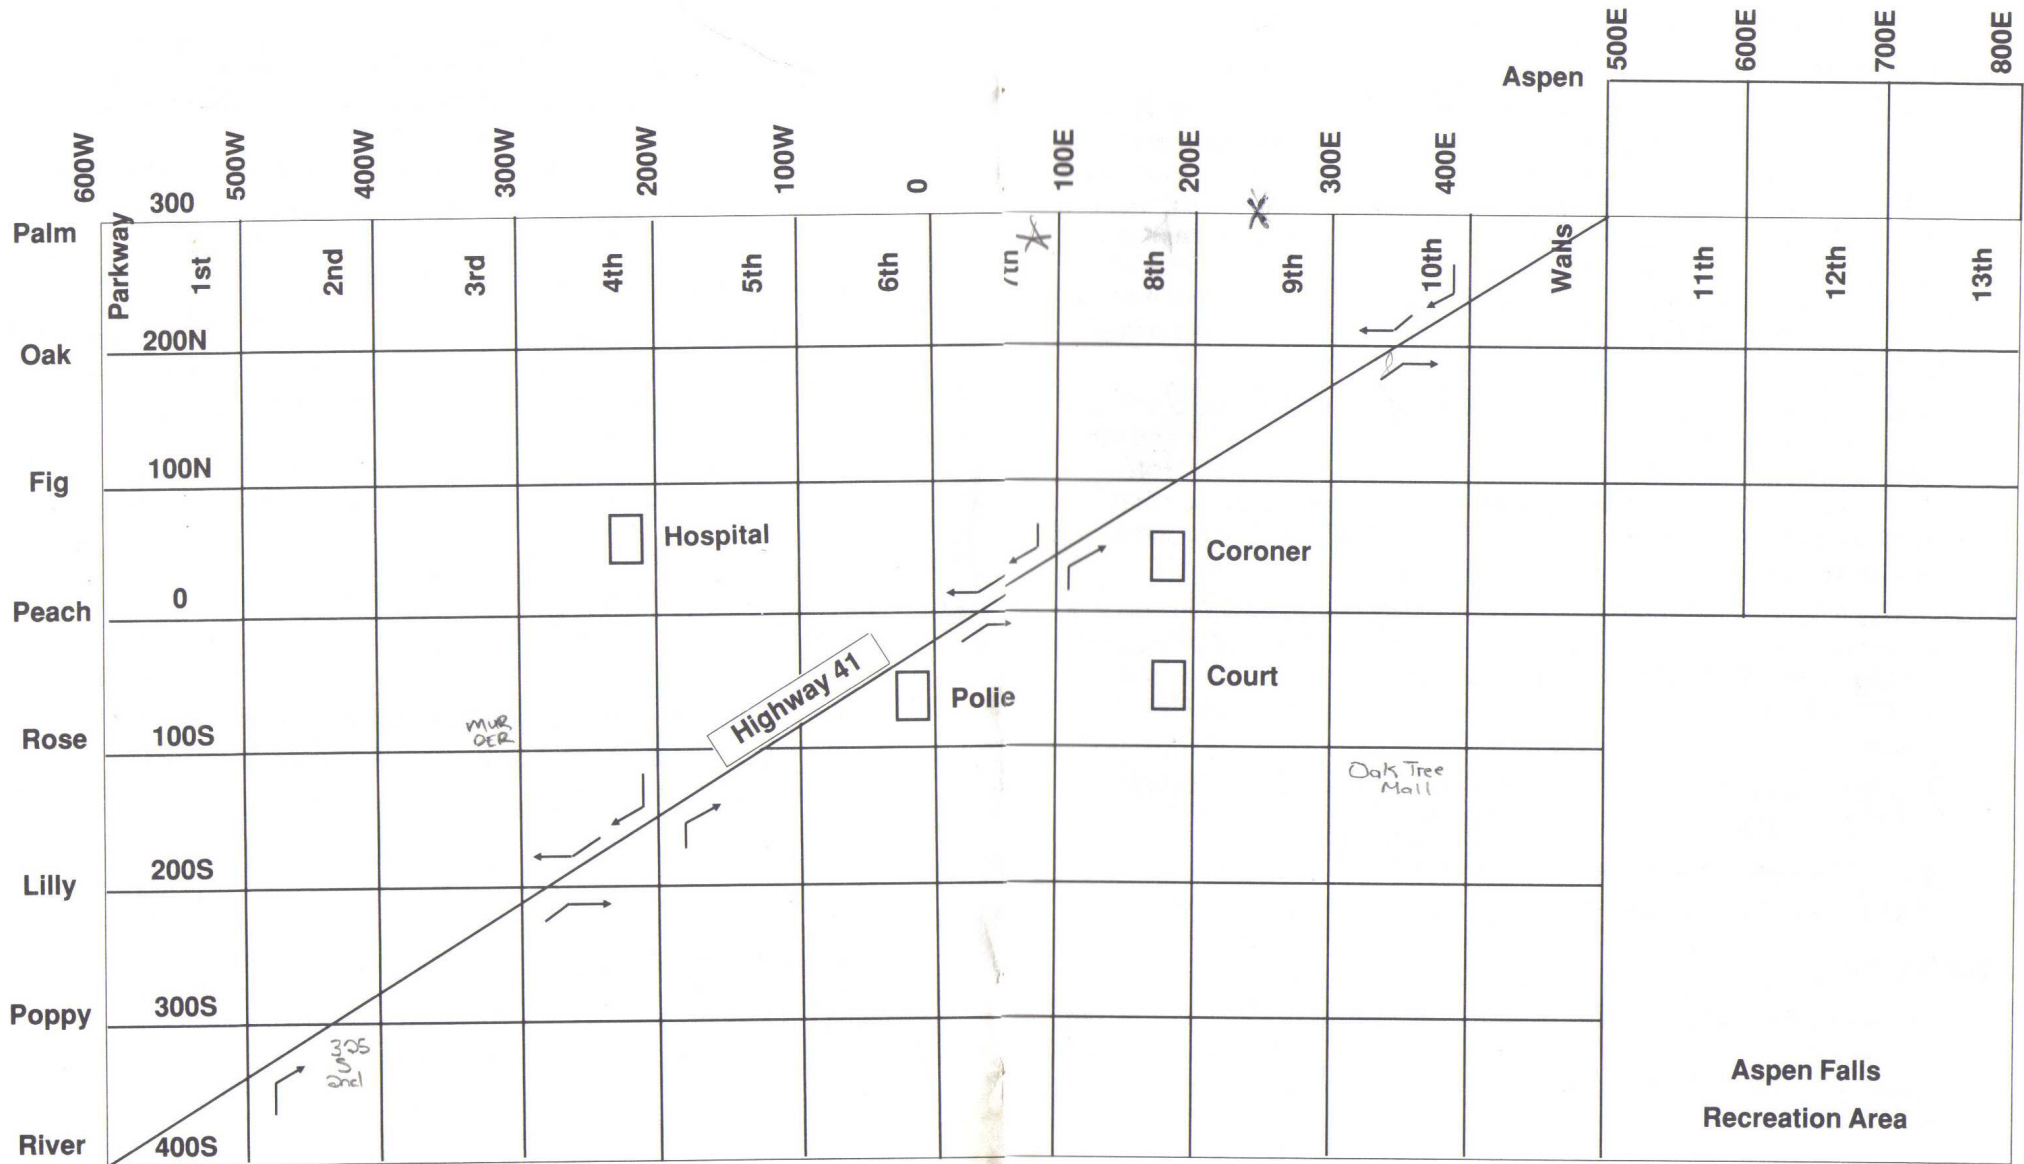 500E
600E
700E
800E
Aspen
600W
500W
400W
300W
200W
100W
0
100E
200E
300E
400E
Palm
300
Parkway
1st
2nd
3rd
4th
5th
6th
7th
8th
9th
10th
Walls
11th
12th
13th
Oak
200N
Fig
100N
Hospital
Coroner
Peach
0
Highway 41
Polie
Court
Rose
100S
MUR
DER
Oak Tree
Mall
Lilly
200S
Poppy
300S
325
S
2nd
Aspen Falls
Recreation Area
River
400S